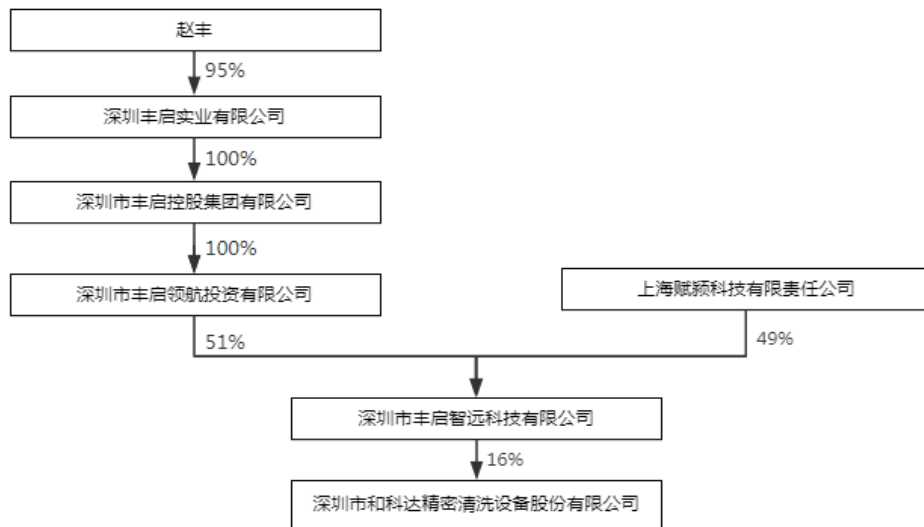 赵丰
95%
深圳丰启实业有限公司
100%
深圳市丰启控股集团有限公司
100%
深圳市丰启领航投资有限公司
上海赋颍科技有限责任公司
51%
49%
深圳市丰启智远科技有限公司
16%
深圳市和科达精密清洗设备股份有限公司